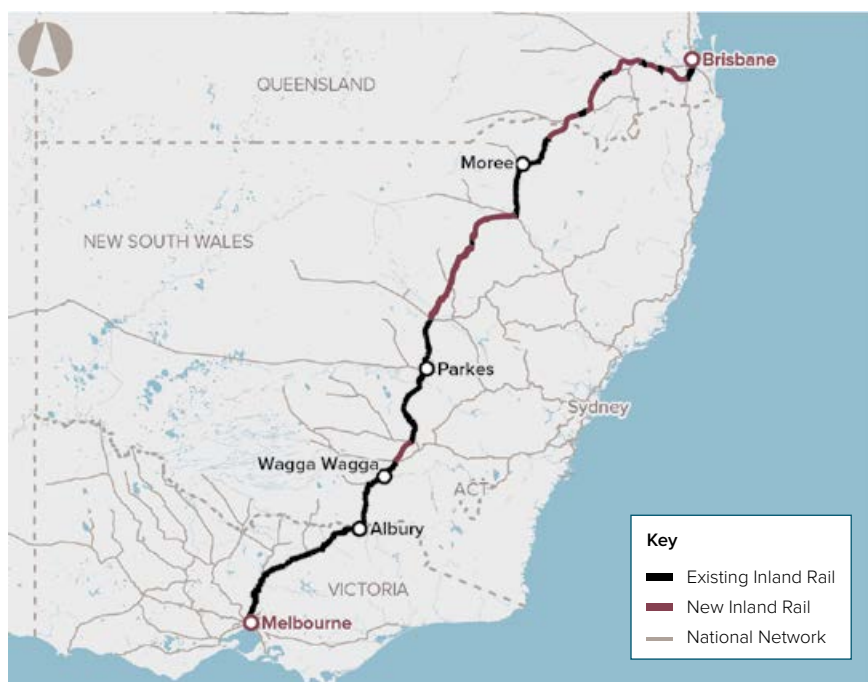 Brisbane
QUEENSLAND
Moree
NEW SOUTH WALES
Parkes
Sydney
Wagga Wagga
ACT
Albury
VICTORIA
Melbourne
Key
Existing Inland Rail
New Inland Rail
National Network